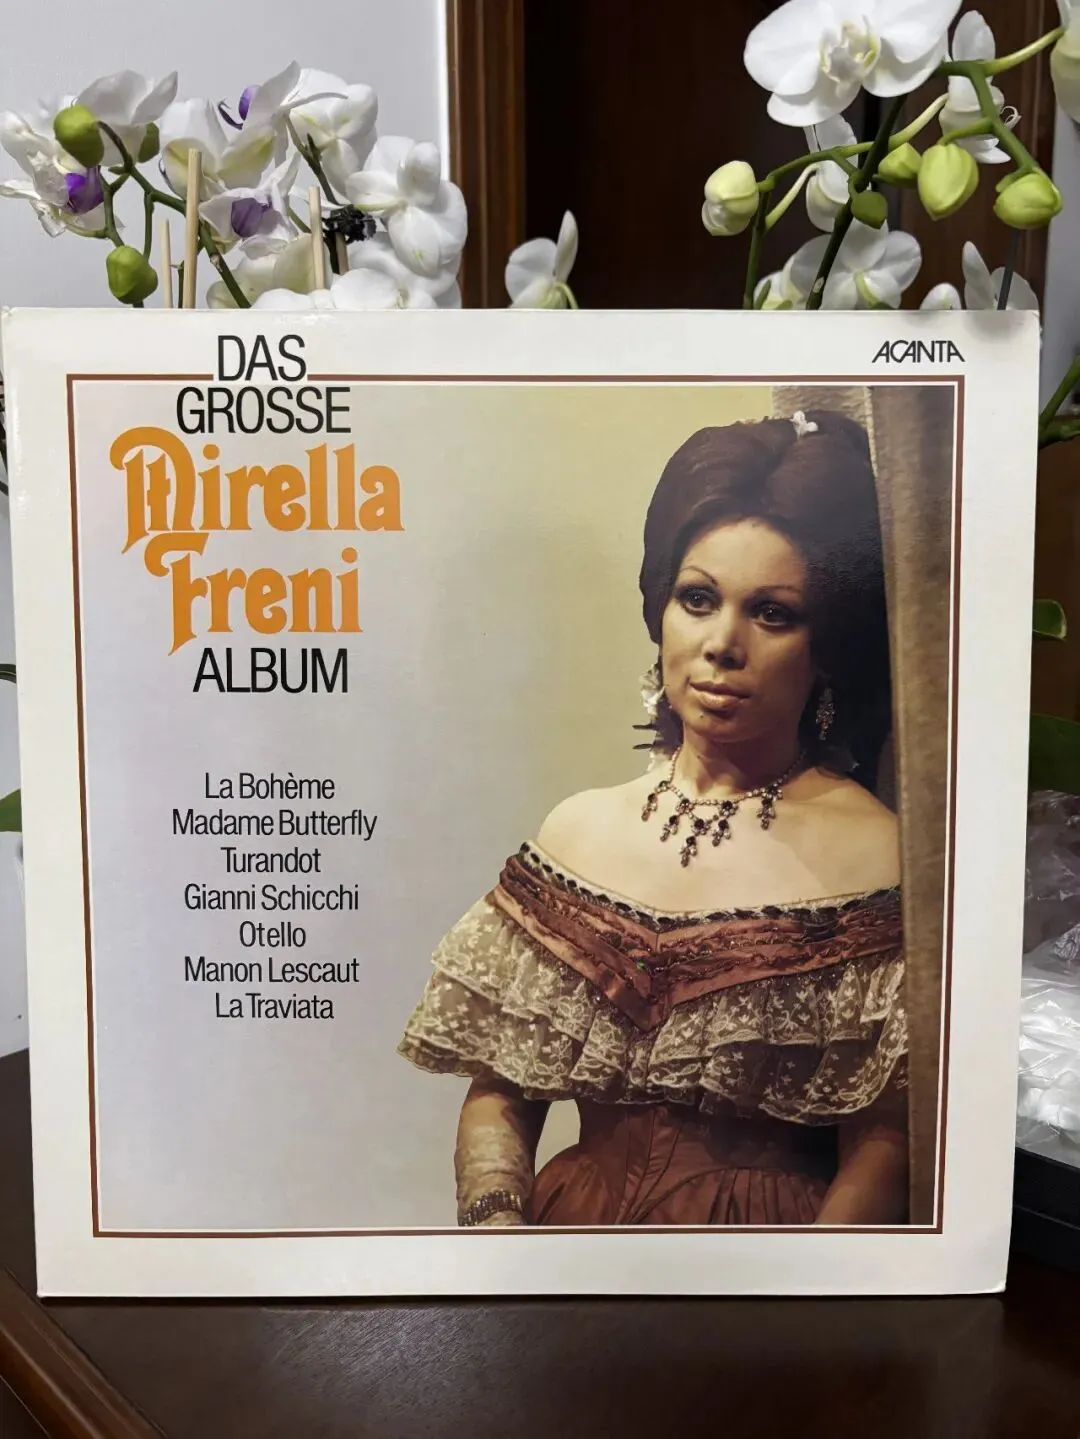 DAS
GROSSE
Mirella
Freni
ALBUM
ACANTA
La Bohème
Madame Butterfly
Turandot
Gianni Schicchi
Otello
Manon Lescaut
La Traviata